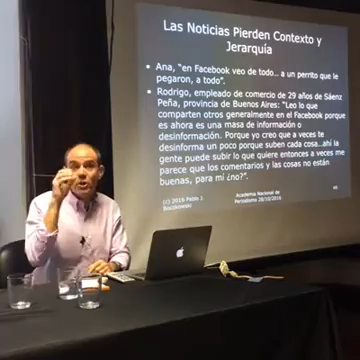 Las Noticias Pierden Contexto y
Jerarquía
• Ana, "en Facebook veo de todo... a un perrito que le
pegaron, a todo".
• Rodrigo, empleado de comercio de 29 años de Sáenz
Peña, provincia de Buenos Aires: "Leo lo que
comparten otros generalmente en el Facebook porque
es ahora es una masa de información o
desinformación. Porque yo creo que a veces te
desinforma un poco porque suben cada cosa...ahí la
gente puede subir lo que quiere entonces a veces me
parece que los comentarios y las cosas no están
buenas, para mí ¿no?".
(c) 2016 Pablo J.
Boczkowski
Academia Nacional de
Periodismo 28/10/2016